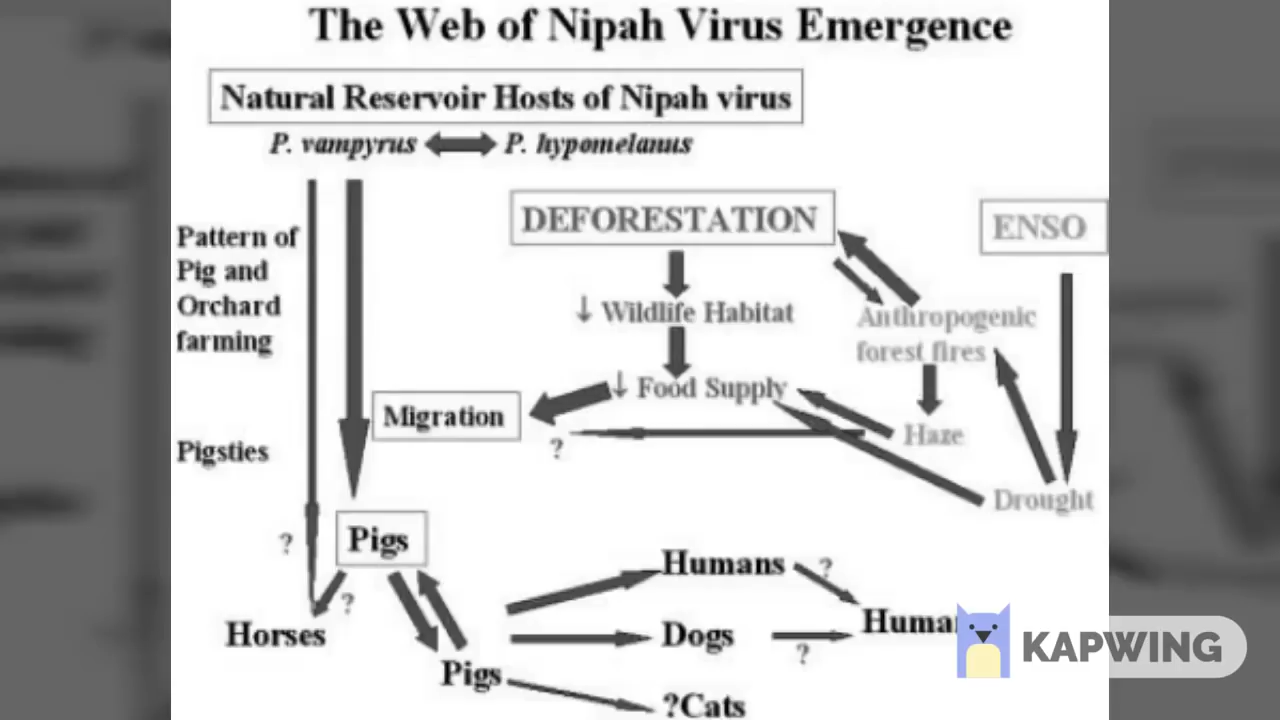 The Web of Nipah Virus Emergence
Natural Reservoir Hosts of Nipah virus
P. vampyrus P. hypomelanus
DEFORESTATION
ENSO
Pattern of
Pig and
Orchard
farming
↓ Wildlife Habitat
Anthropogenic
forest fires
↓ Food Supply
Migration
?
Haze
Pigsties
Drought
?
Pigs
?
Humans
?
Horses
Dogs
?
Pigs
?Cats
KAPWING